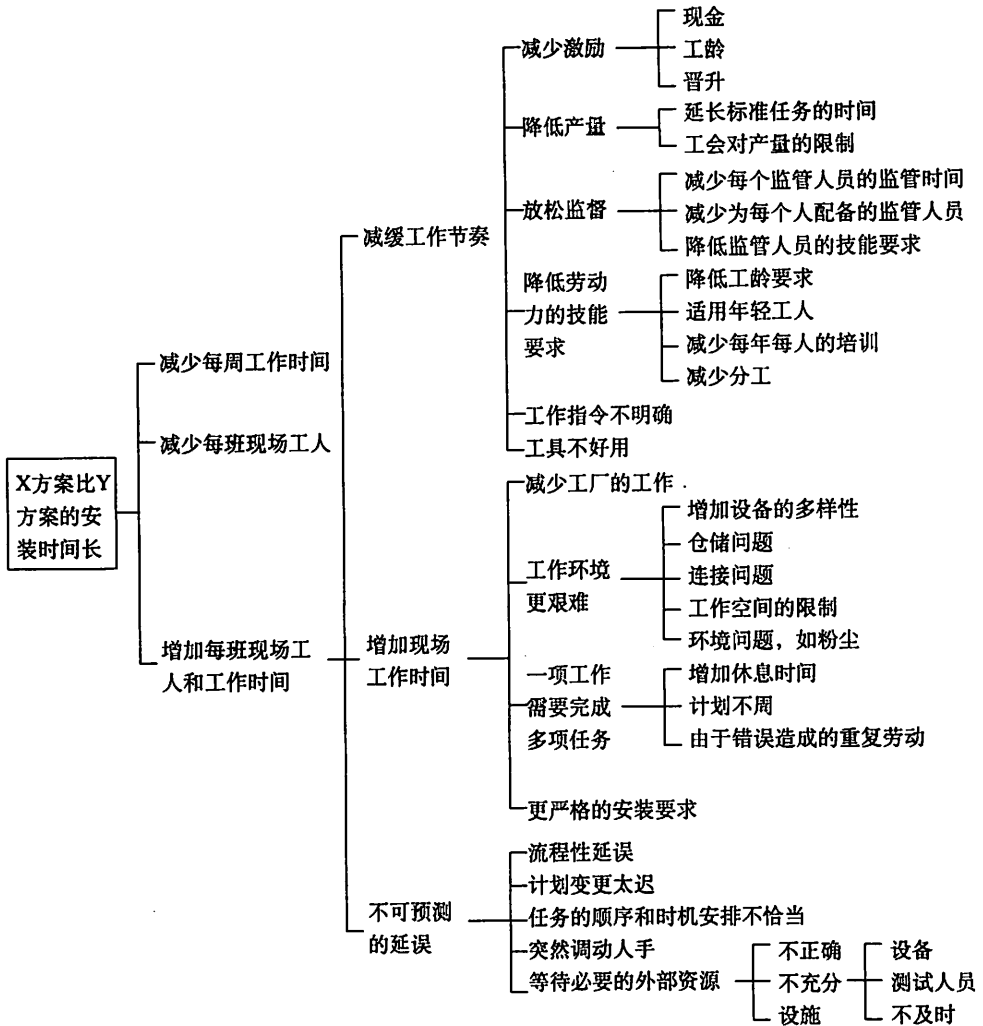 X方案比Y
方案的安
装时间长
减少每周工作时间
减少每班现场工人
增加每班现场工
人和工作时间
减缓工作节奏
减少激励
现金
工龄
晋升
降低产量
延长标准任务的时间
工会对产量的限制
放松监督
减少每个监管人员的监管时间
减少为每个人配备的监管人员
降低监管人员的技能要求
降低劳动
力的技能
要求
降低工龄要求
适用年轻工人
减少每年每人的培训
减少分工
工作指令不明确
工具不好用
增加现场
工作时间
减少工厂的工作
工作环境
更艰难
增加设备的多样性
仓储问题
连接问题
工作空间的限制
环境问题，如粉尘
一项工作
需要完成
多项任务
增加休息时间
计划不周
由于错误造成的重复劳动
更严格的安装要求
不可预测
的延误
流程性延误
计划变更太迟
任务的顺序和时机安排不恰当
突然调动人手
等待必要的外部资源
不正确
不充分
设施
设备
测试人员
不及时